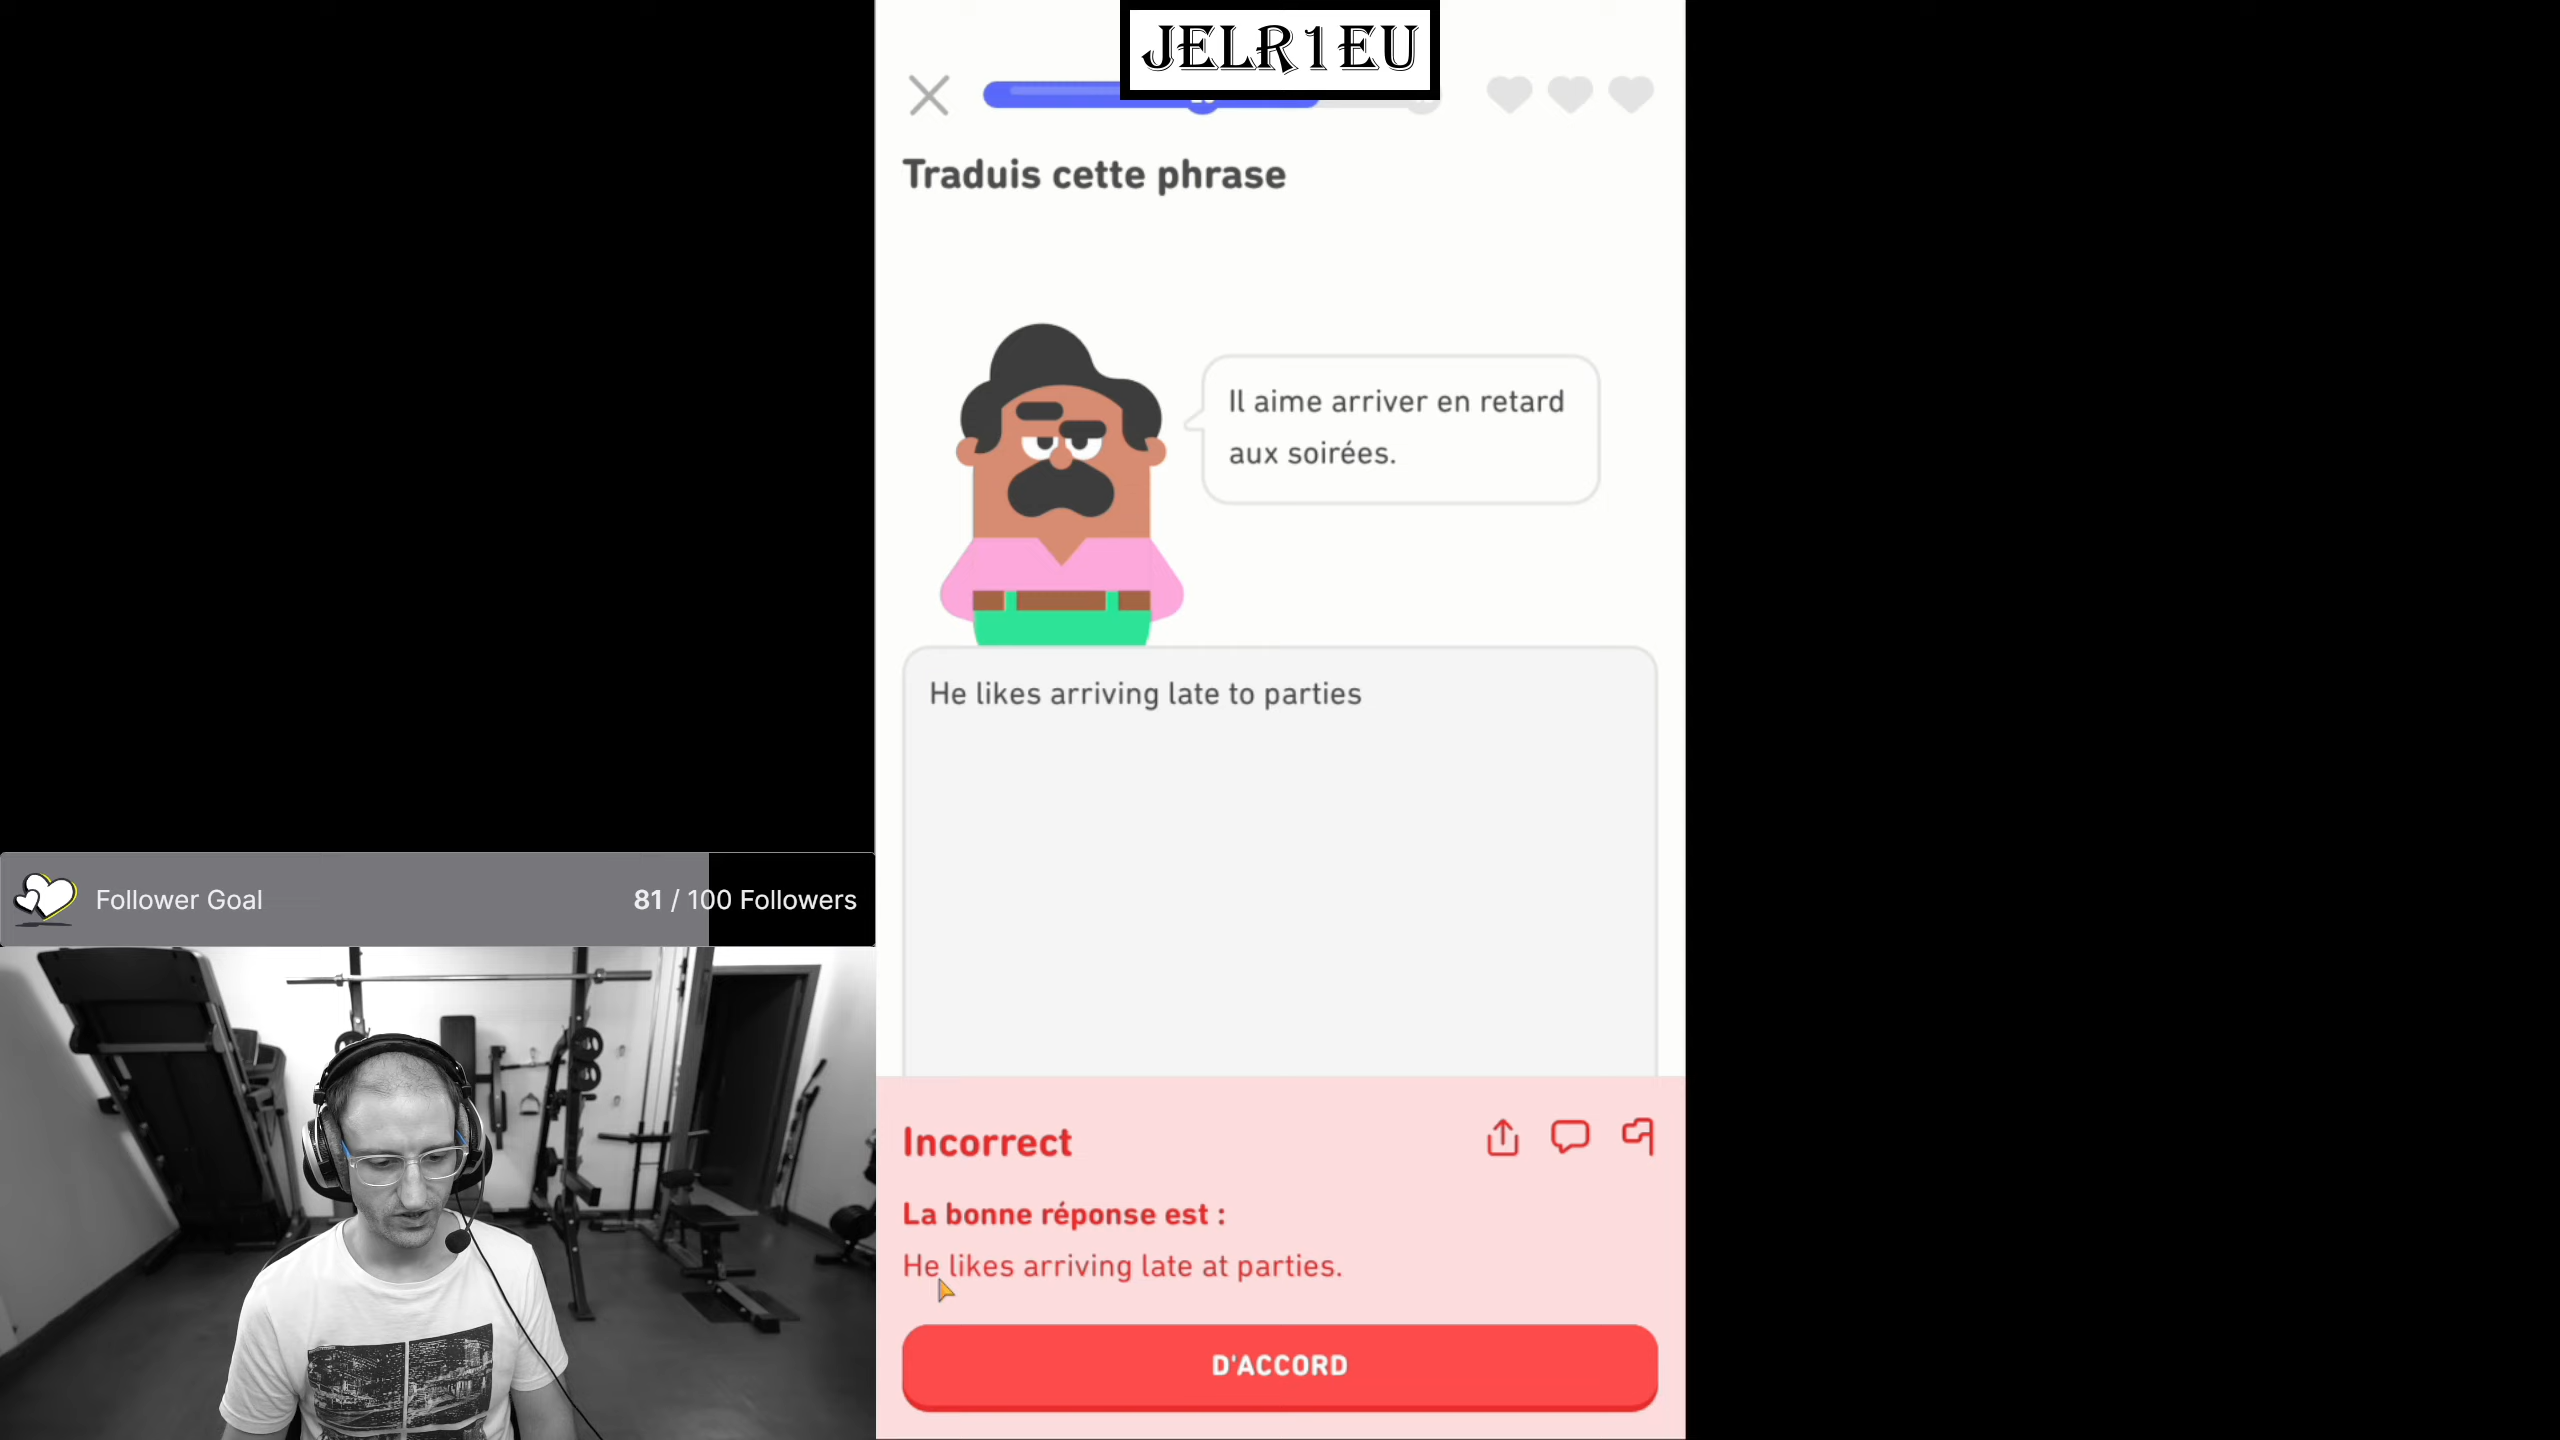 JELR1EU
Traduis cette phrase
Il aime arriver en retard
aux soirées.
He likes arriving late to parties
Follower Goal
81 / 100 Followers
Incorrect
La bonne réponse est :
He likes arriving late at parties.
D'ACCORD